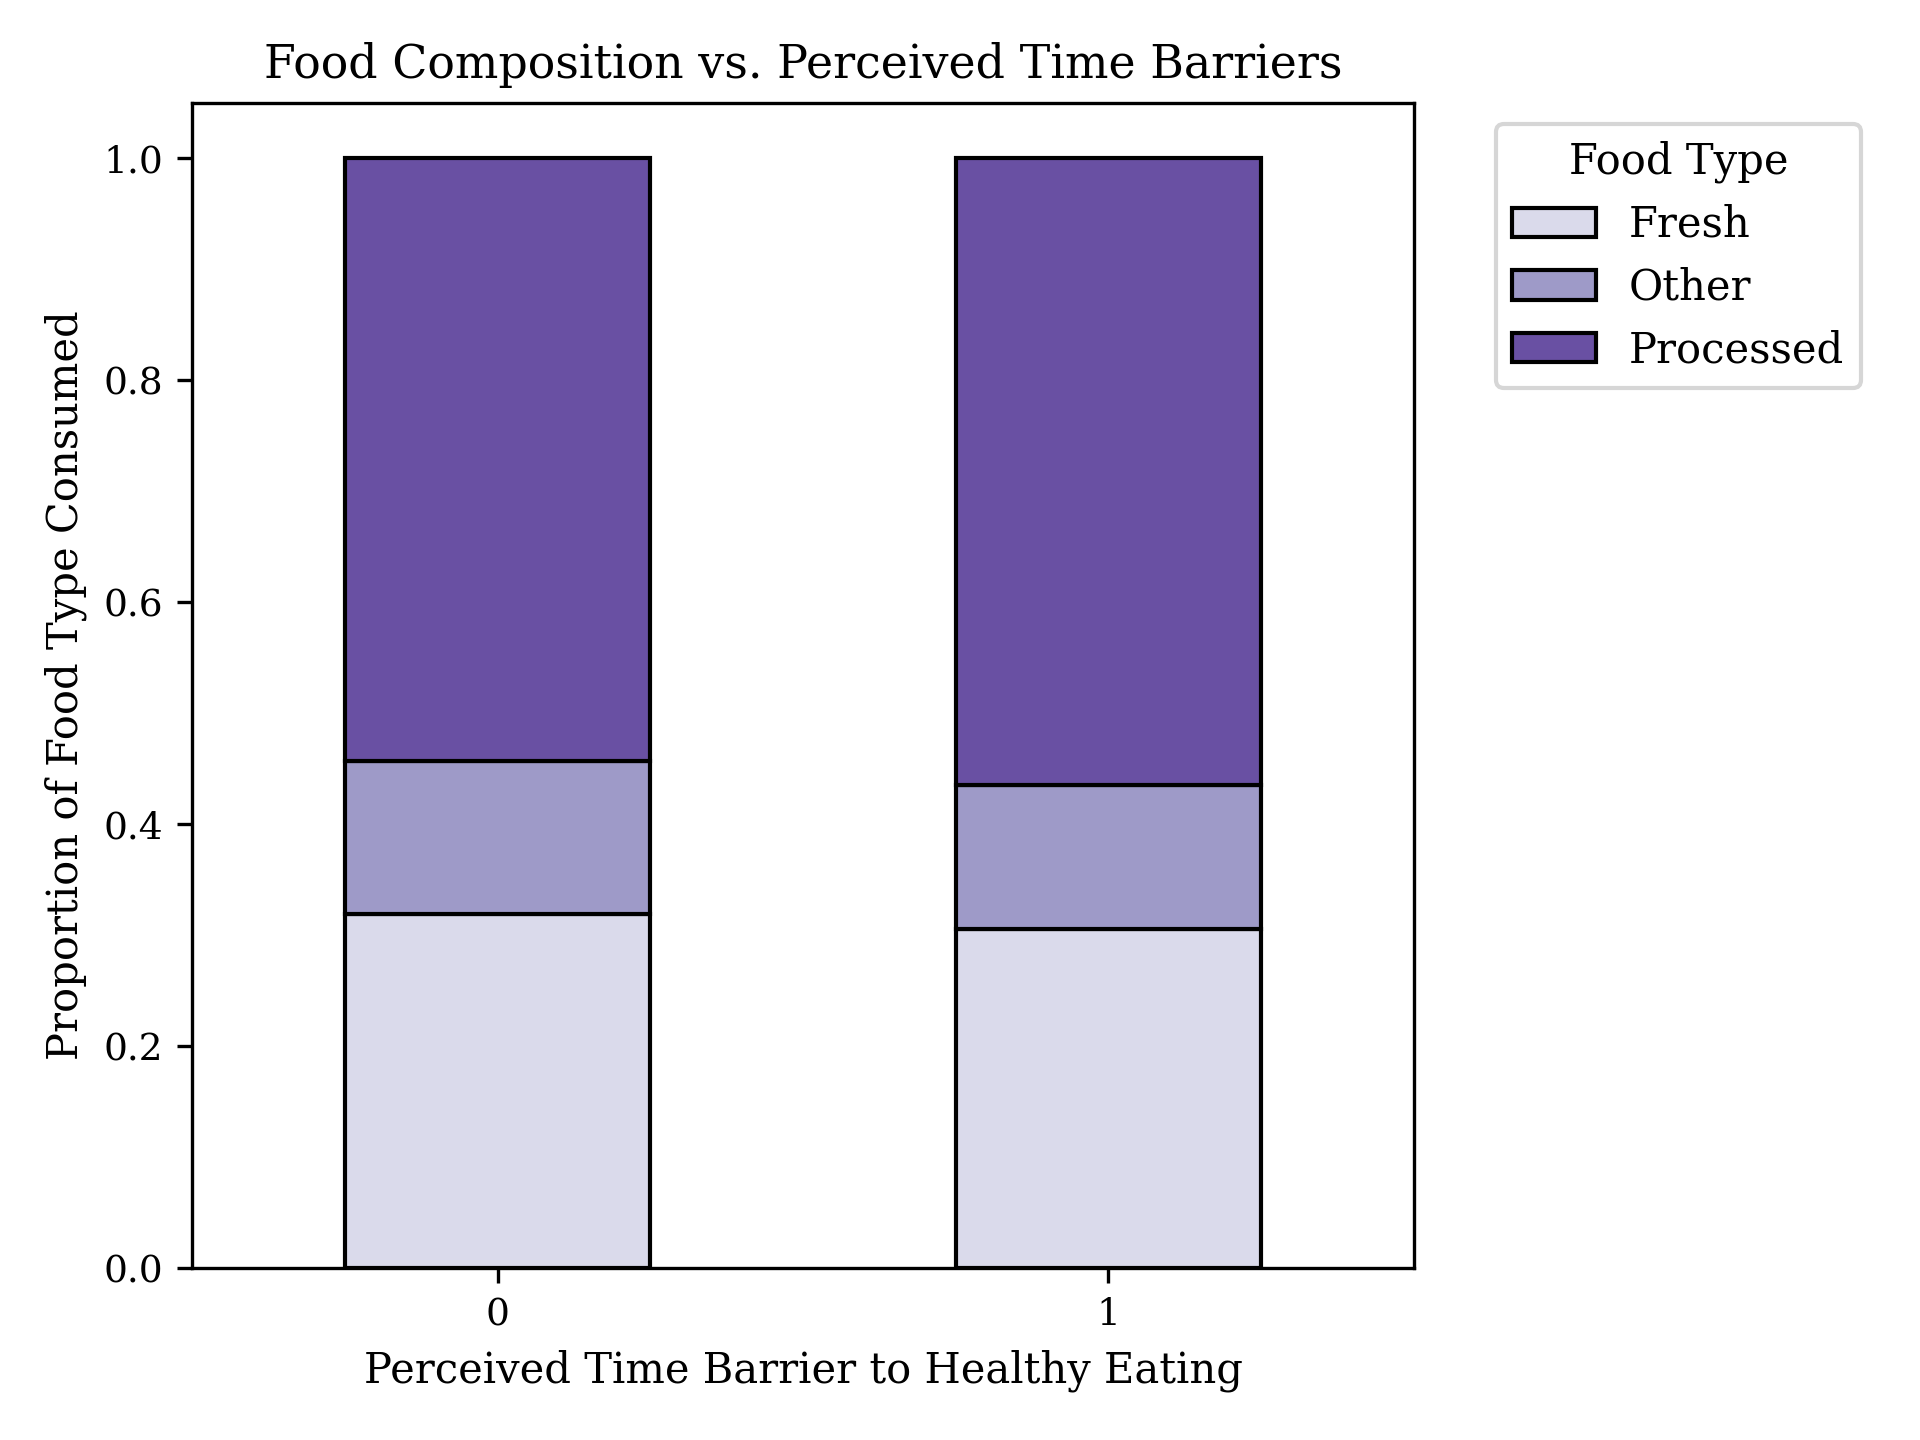 Food Composition vs. Perceived Time Barriers
Proportion of Food Type Consumed
1.0
0.8
0.6
0.4
0.2
0.0
0
1
Perceived Time Barrier to Healthy Eating
Food Type
Fresh
Other
Processed